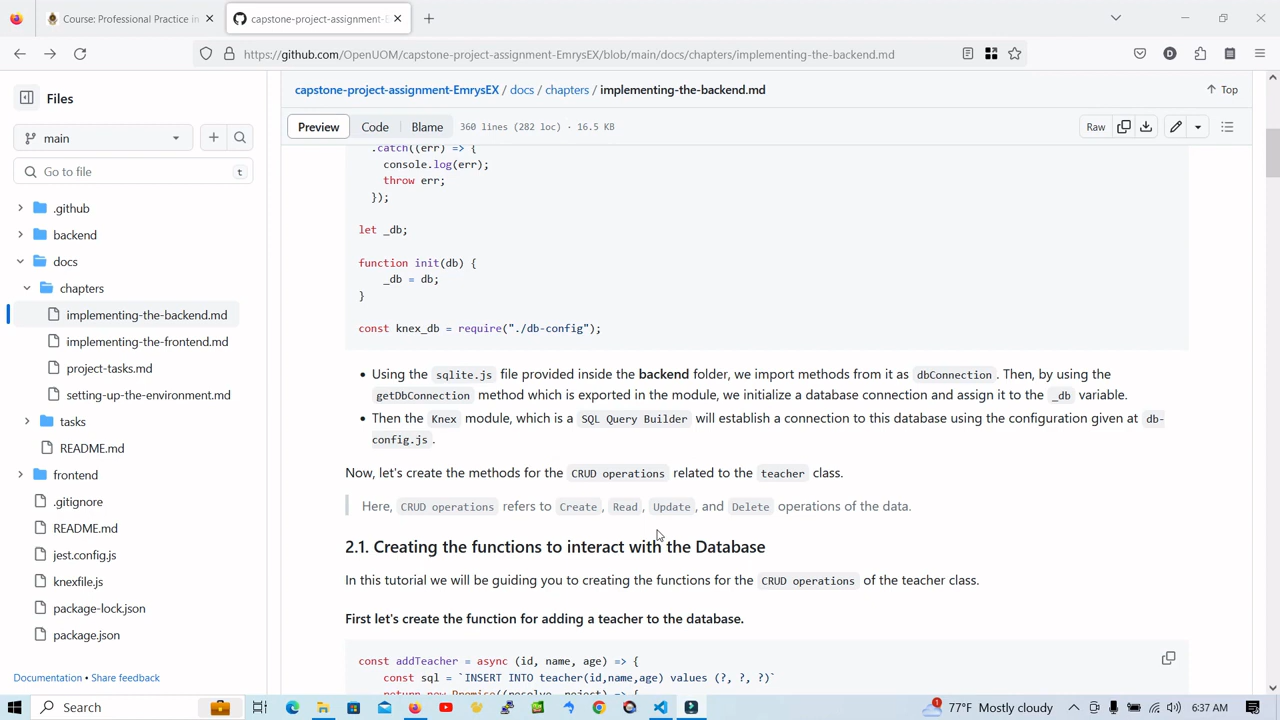 Course: Professional Practice in
capstone-project-assignment-E
https://github.com/OpenUOM/capstone-project-assignment-EmrysEX/blob/main/docs/chapters/implementing-the-backend.md
D
Files
capstone-project-assignment-EmrysEX / docs / chapters / implementing-the-backend.md
Top
main
Preview
Code
Blame
360 lines (282 loc) · 16.5 KB
Raw
Go to file
t
.github
backend
docs
chapters
implementing-the-backend.md
implementing-the-frontend.md
project-tasks.md
setting-up-the-environment.md
tasks
README.md
frontend
.gitignore
README.md
jest.config.js
knexfile.js
package-lock.json
package.json
Documentation • Share feedback
.catch((err) => {
console.log(err);
throw err;
});
let _db;
function init(db) {
_db = db;
}
const knex_db = require("./db-config");
• Using the sqlite.js file provided inside the backend folder, we import methods from it as dbConnection. Then, by using the
getDbConnection method which is exported in the module, we initialize a database connection and assign it to the _db variable.
• Then the Knex module, which is a SQL Query Builder will establish a connection to this database using the configuration given at db-
config.js.
Now, let's create the methods for the CRUD operations related to the teacher class.
Here, CRUD operations refers to Create, Read, Update, and Delete operations of the data.
2.1. Creating the functions to interact with the Database
In this tutorial we will be guiding you to creating the functions for the CRUD operations of the teacher class.
First let's create the function for adding a teacher to the database.
const addTeacher = async (id, name, age) => {
const sql = `INSERT INTO teacher(id,name,age) values (?, ?, ?)`
return new Promise((resolve, reject) => {
Search
1
77°F Mostly cloudy
6:37 AM